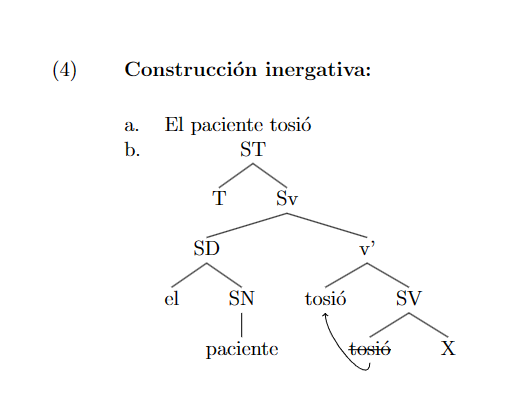 (4) Construcción inergativa:
a. El paciente tosió
b. ST
T Sv
SD v'
el SN tosió SV
paciente tosió X